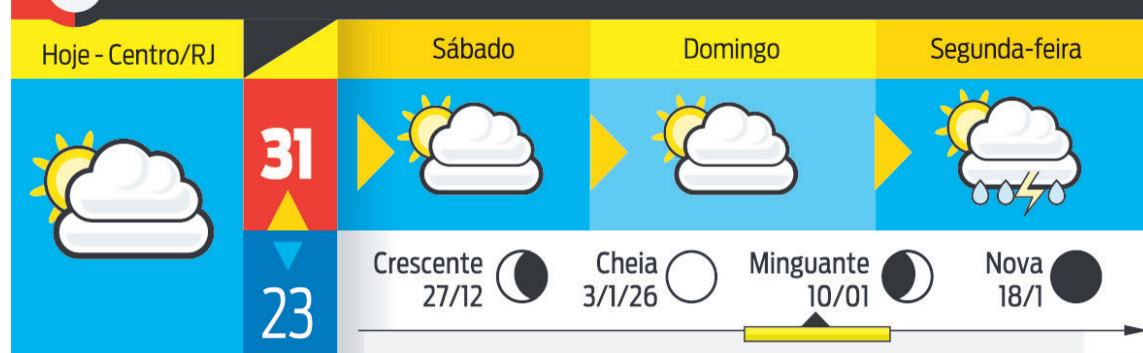 Hoje - Centro/RJ
31
23
Sábado
Domingo
Segunda-feira
Crescente
27/12
Cheia
3/1/26
Minguante
10/01
Nova
18/1